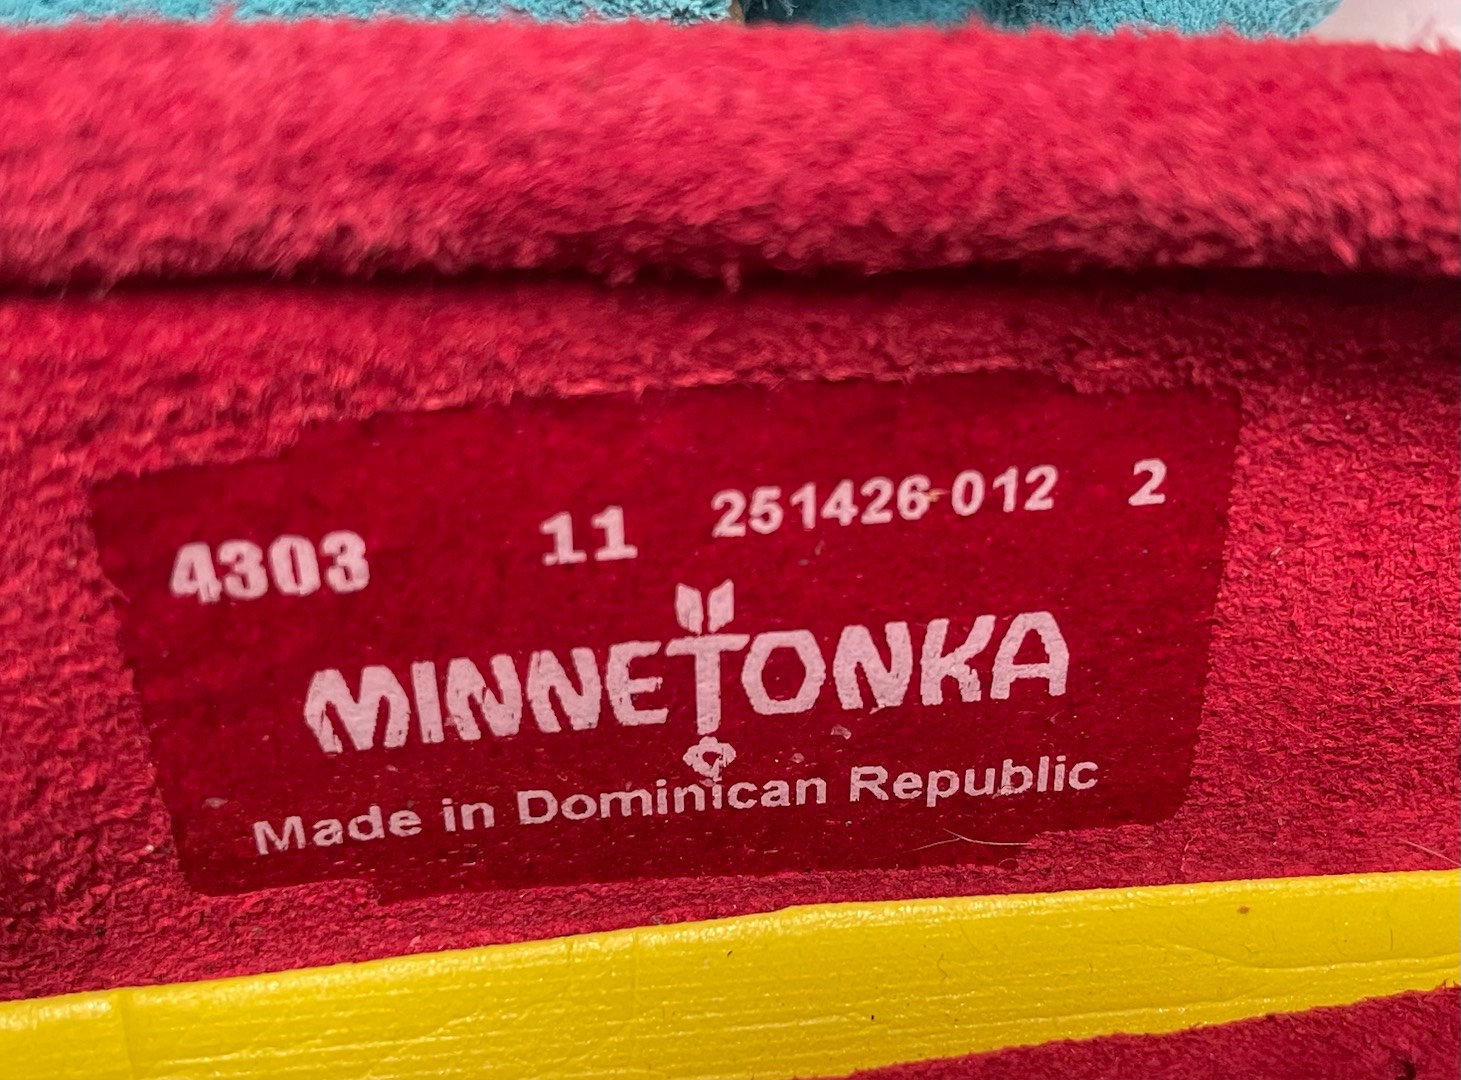 4303 11 251426-012 2
MINNETONKA
Made in Dominican Republic